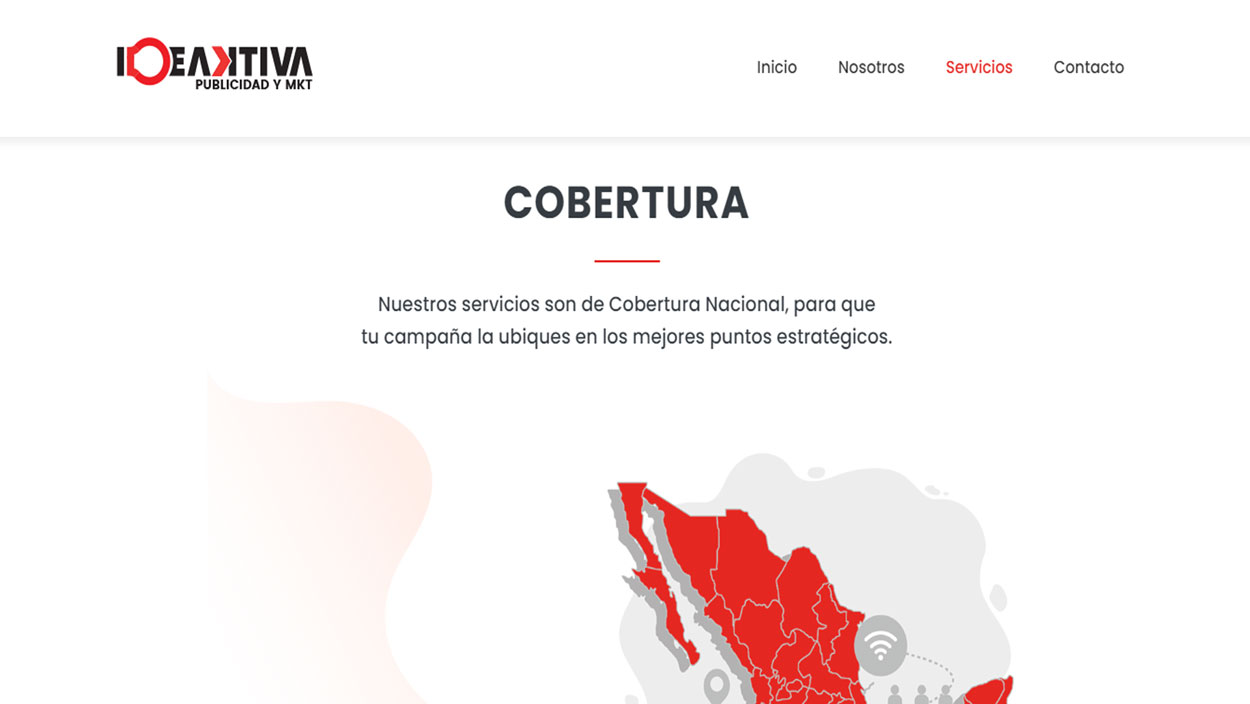 IDEAKTIVA
PUBLICIDAD Y MKT
Inicio Nosotros Servicios Contacto
COBERTURA
Nuestros servicios son de Cobertura Nacional, para que
tu campaña la ubiques en los mejores puntos estratégicos.